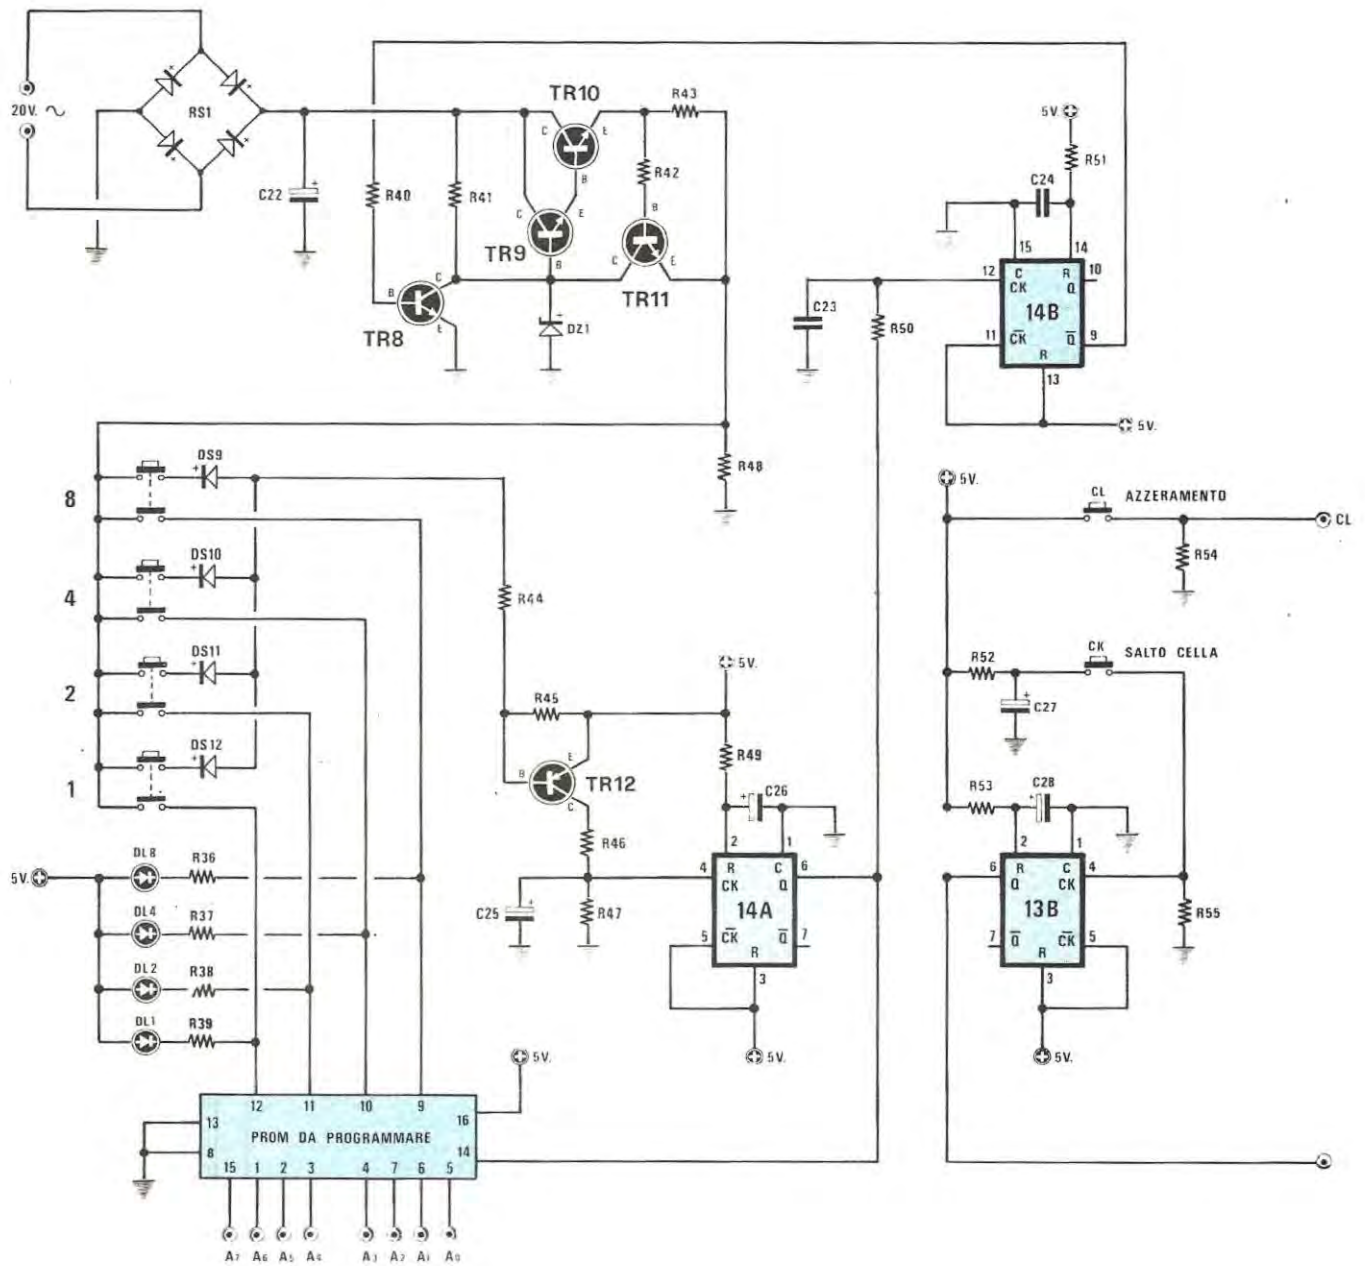 20V. ∿
RS1
C22
R40
R41
TR8
B
C
E
TR10
C
E
B
TR9
C
E
B
DZ1
R43
R42
TR11
B
C
E
5V.
R51
C24
15
14
12
C
R
10
CK
Q
14B
11
CK
Q
9
R
13
5V.
C23
R50
R48
8
DS9
4
DS10
2
DS11
1
DS12
R44
R45
5V.
TR12
B
E
C
R49
C26
R46
R47
C25
2
1
4
R
C
6
CK
Q
14A
5
CK
Q
7
R
3
5V.
5V.
CL
AZZERAMENTO
CL
R54
R52
CK
SALTO CELLA
C27
R53
C28
2
1
6
R
C
4
Q
CK
13B
7
Q
CK
5
R
3
5V.
R55
5V.
DL8
R36
DL4
R37
DL2
R38
DL1
R39
5V.
12
11
10
9
13
16
PROM DA PROGRAMMARE
8
14
15
1
2
3
4
7
6
5
A7
A6
A5
A4
A3
A2
A1
A0